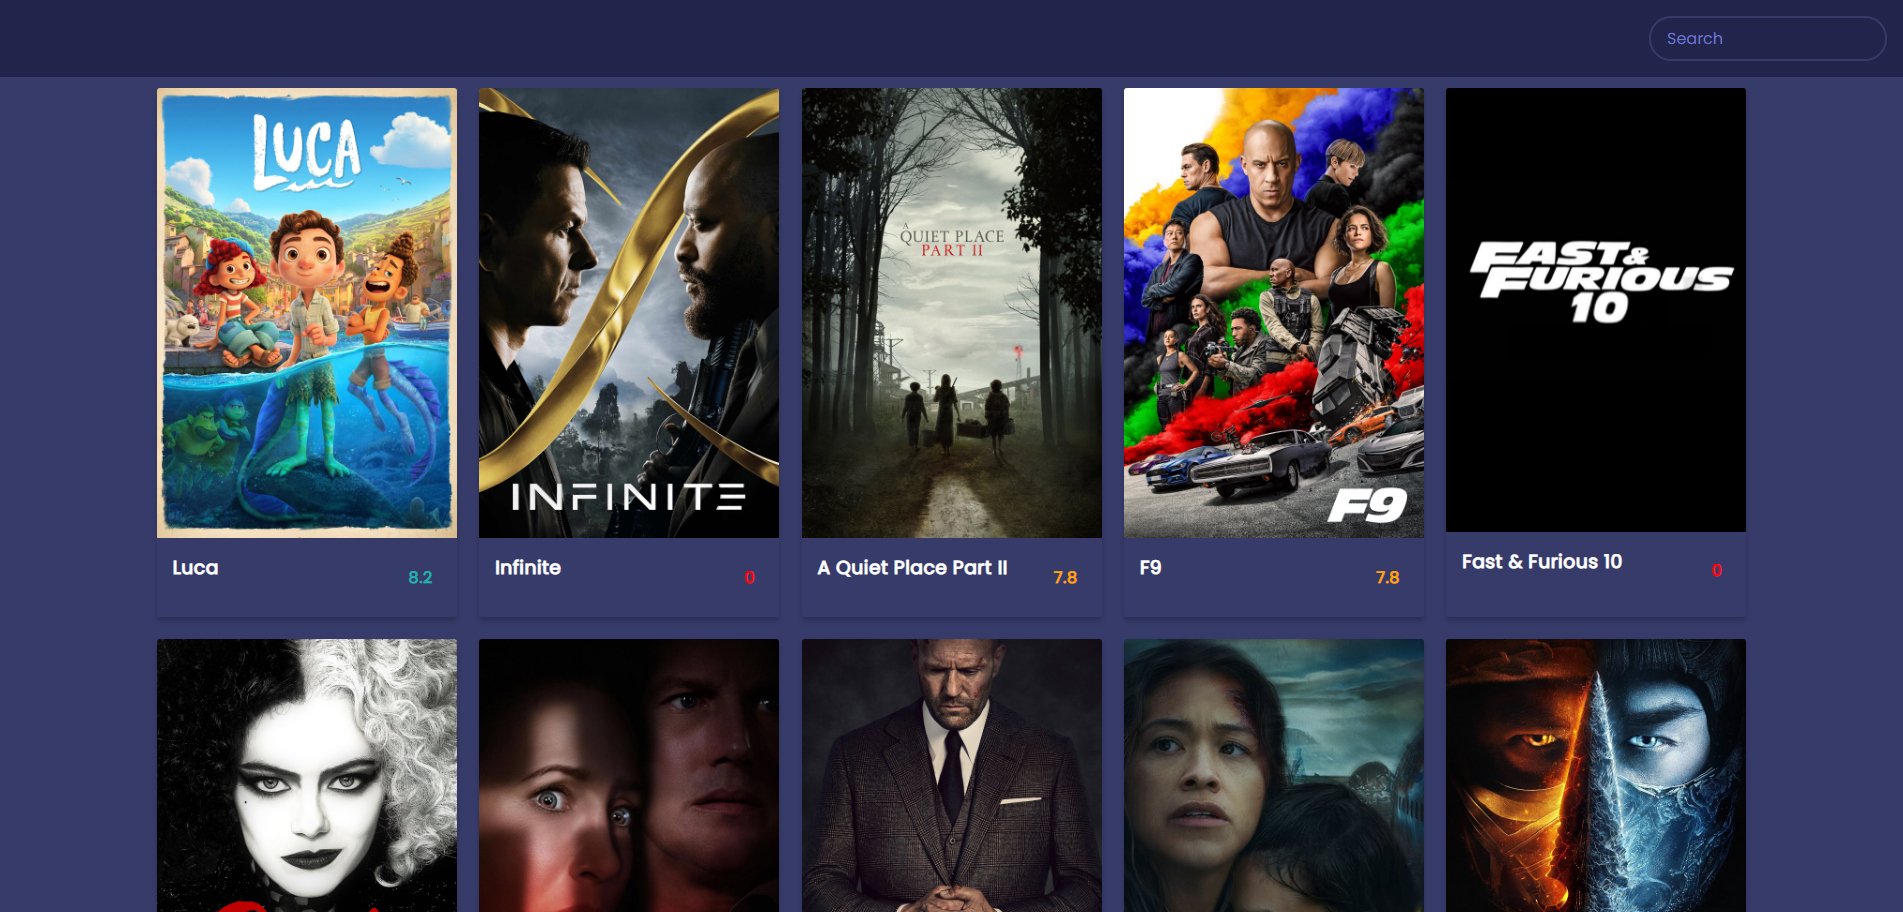 Search
LUCA
INFINITE
A
QUIET PLACE
PART II
F9
FAST &
FURIOUS
10
Luca
8.2
Infinite
0
A Quiet Place Part II
7.8
F9
7.8
Fast & Furious 10
0